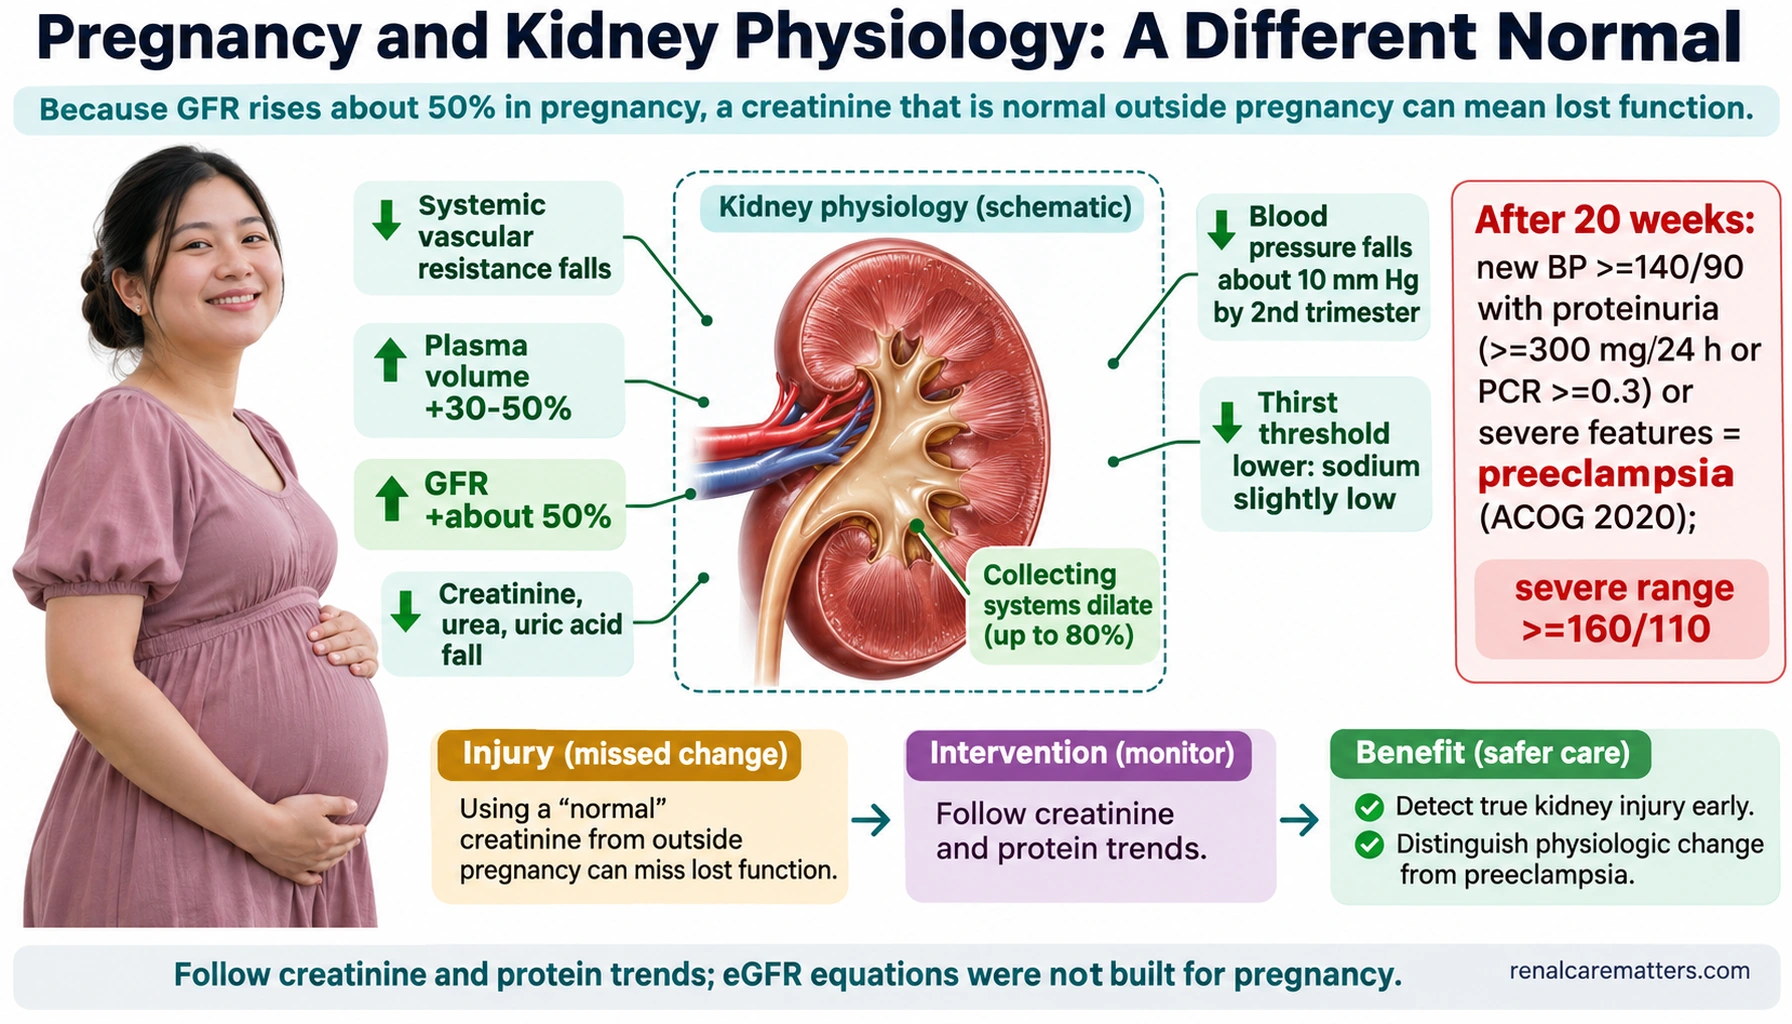 Pregnancy and Kidney Physiology: A Different Normal
Because GFR rises about 50% in pregnancy, a creatinine that is normal outside pregnancy can mean lost function.
Systemic
vascular
resistance falls
Plasma
volume
+30-50%
GFR
+about 50%
Creatinine,
urea, uric acid
fall
Kidney physiology (schematic)
Collecting
systems dilate
(up to 80%)
Blood
pressure falls
about 10 mm Hg
by 2nd trimester
Thirst
threshold
lower: sodium
slightly low
After 20 weeks:
new BP >=140/90
with proteinuria
(>=300 mg/24 h or
PCR >=0.3) or
severe features =
preeclampsia
(ACOG 2020);
severe range
>=160/110
Injury (missed change)
Using a “normal”
creatinine from outside
pregnancy can miss lost function.
Intervention (monitor)
Follow creatinine
and protein trends.
Benefit (safer care)
Detect true kidney injury early.
Distinguish physiologic change
from preeclampsia.
Follow creatinine and protein trends; eGFR equations were not built for pregnancy.
renalcarematters.com